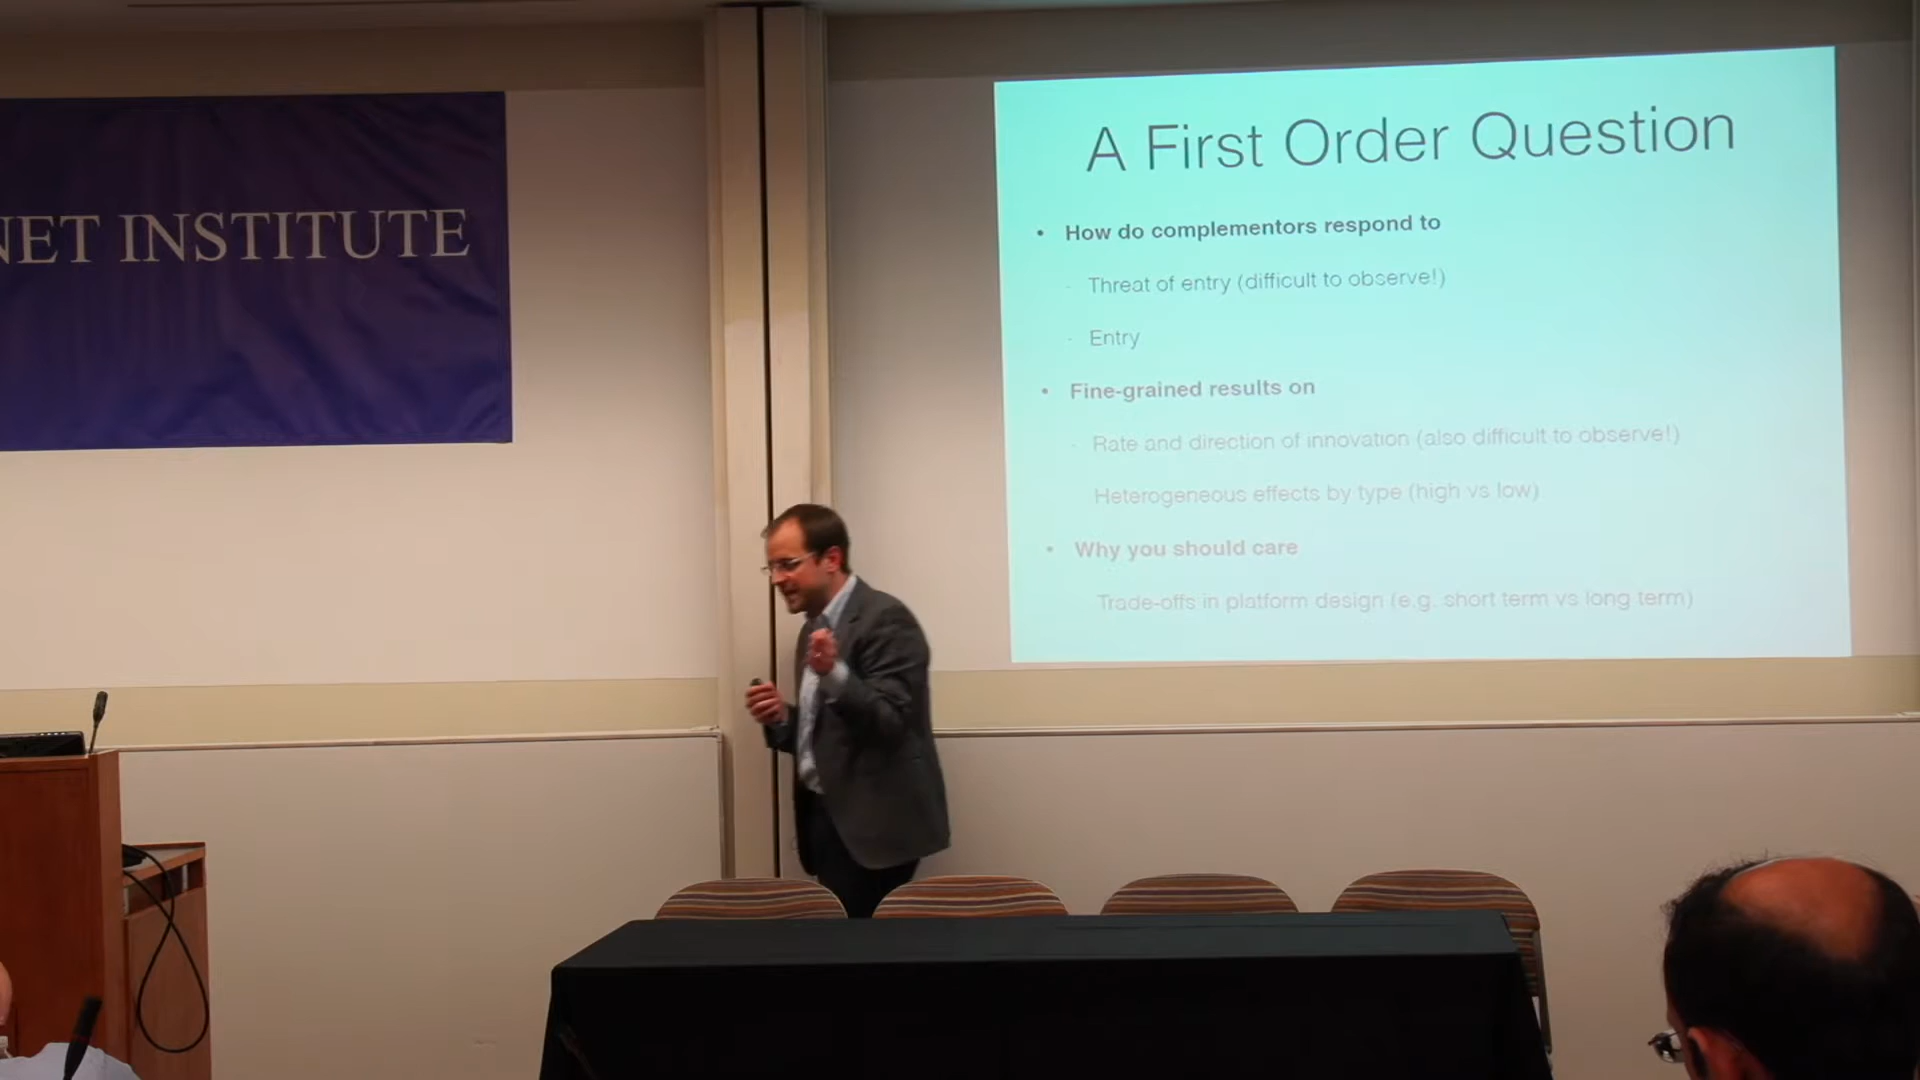 NET INSTITUTE
A First Order Question
• How do complementors respond to
- Threat of entry (difficult to observe!)
- Entry
• Fine-grained results on
- Rate and direction of innovation (also difficult to observe!)
Heterogeneous effects by type (high vs low)
• Why you should care
Trade-offs in platform design (e.g. short term vs long term)